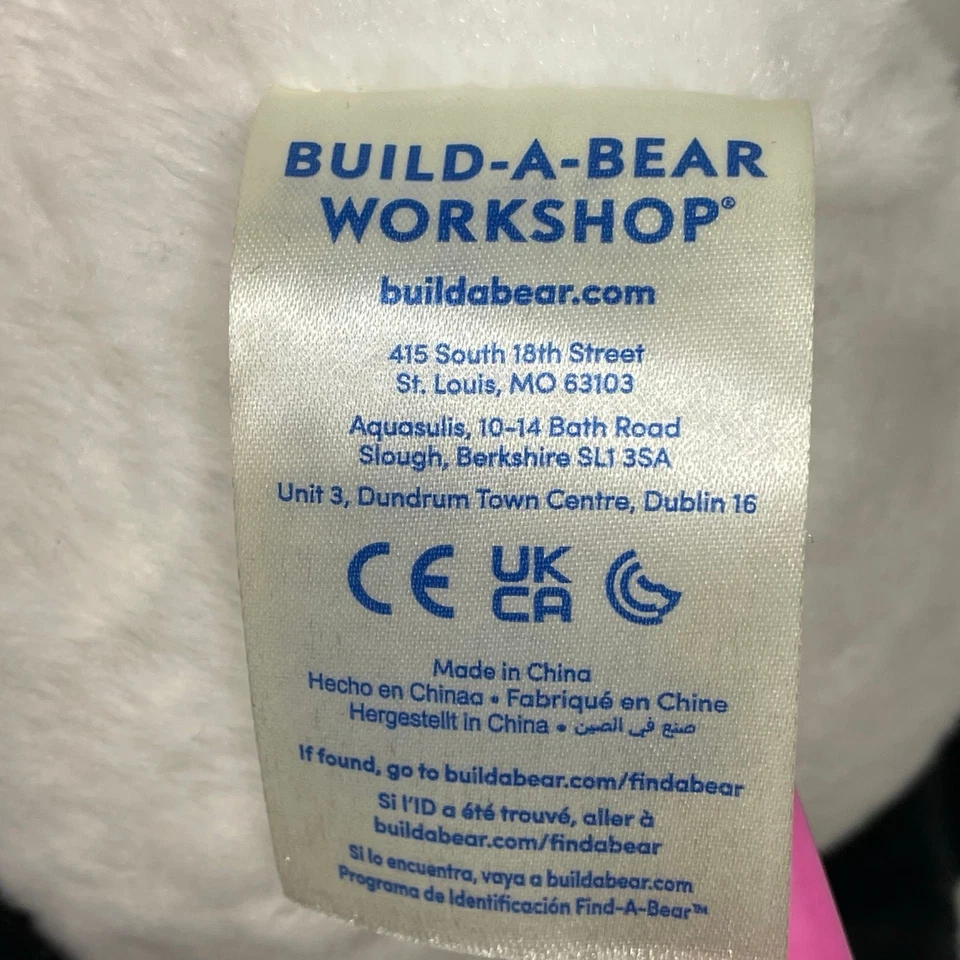 BUILD-A-BEAR
WORKSHOP®
buildabear.com
415 South 18th Street
St. Louis, MO 63103
Aquasulis, 10-14 Bath Road
Slough, Berkshire SL1 3SA
Unit 3, Dundrum Town Centre, Dublin 16
CE UK
CA
Made in China
Hecho en Chinaa • Fabriqué en Chine
Hergestellt in China • صنع في الصين
If found, go to buildabear.com/findabear
Si l'ID a été trouvé, aller à
buildabear.com/findabear
Si lo encuentra, vaya a buildabear.com
Programa de Identificación Find-A-Bear™